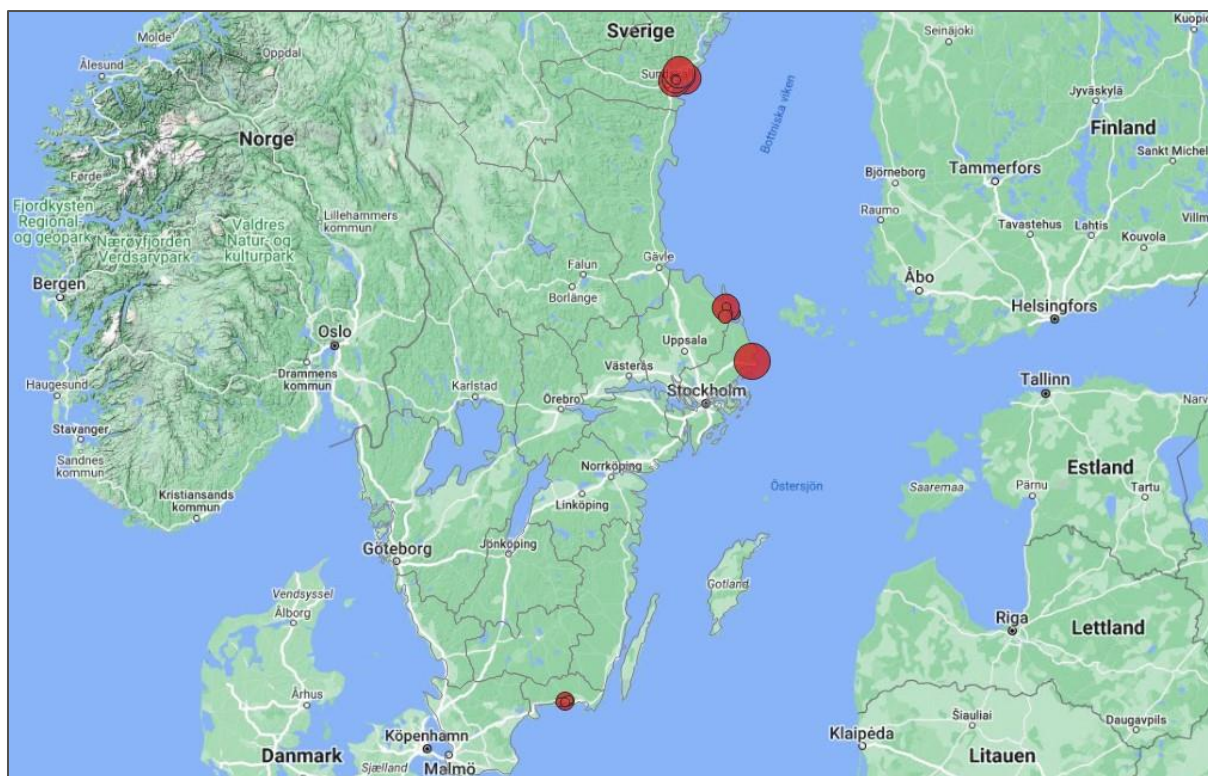 Molde
Ålesund
Oppdal
Norge
Førde
Fjordkysten
Regional-
og geopark
Nærøyfjorden
Verdsarvpark
Valdres
Natur- og
kulturpark
Lillehammers
kommun
Bergen
Oslo
Drammens
kommun
Haugesund
Stavanger
Sandnes
kommun
Kristiansands
kommun
Sverige
Bottniska viken
Falun
Borlänge
Gävle
Uppsala
Västerås
Stockholm
Karlstad
Örebro
Norrköping
Linköping
Östersjön
Göteborg
Jönköping
Gotland
Vendsyssel
Ålborg
Århus
Danmark
Köpenhamn
Sjælland
Malmö
Seinäjoki
Kuopio
Jyväskylä
Finland
Sankt Michel
Tammerfors
Björneborg
Raumo
Tavastehus
Lahtis
Villm
Kouvola
Åbo
Helsingfors
Tallinn
Narv
Estland
Saaremaa
Pärnu
Tartu
Riga
Lettland
Šiauliai
Daugavpils
Klaipėda
Litauen